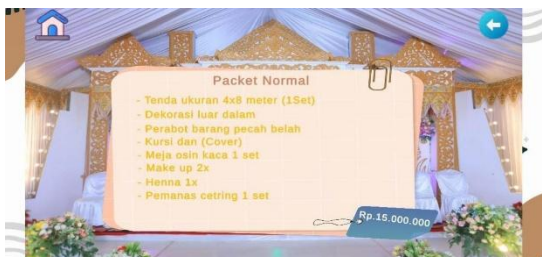 Packet Normal
- Tenda ukuran 4x8 meter (1Set)
- Dekorasi luar dalam
- Perabot barang pecah belah
- Kursi dan (Cover)
- Meja osin kaca 1 set
- Make up 2x
- Henna 1x
- Pemanas cetring 1 set
Rp.15.000.000